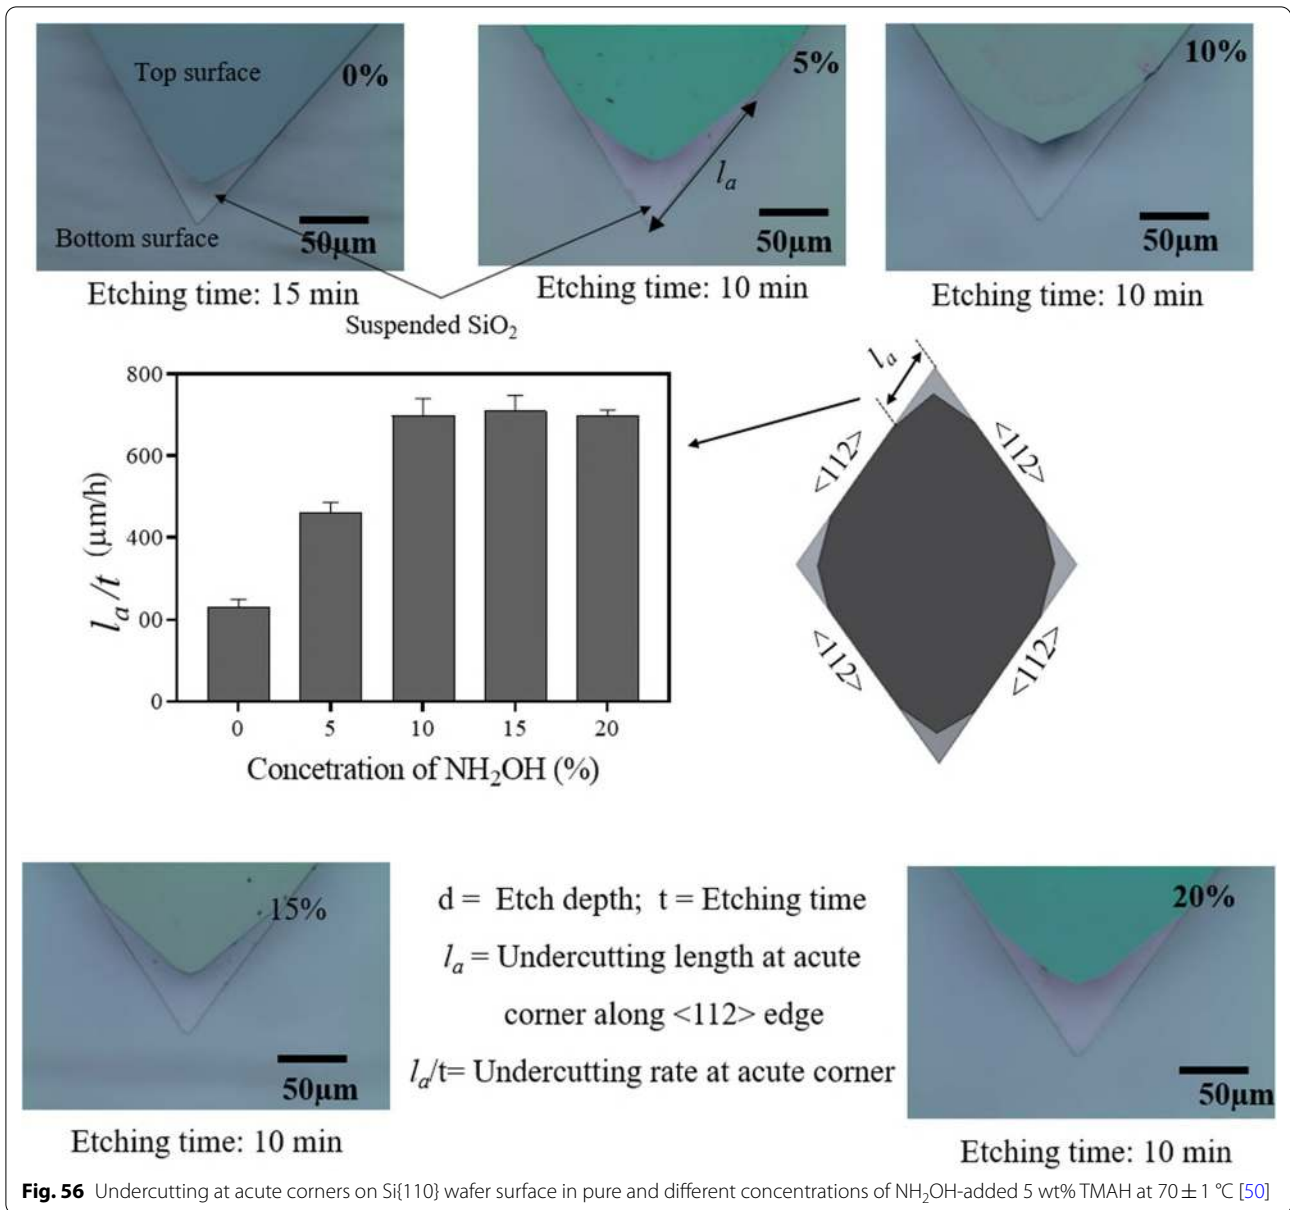 Top surface
0%
Bottom surface
50μm
Etching time: 15 min
5%
lₐ
50μm
Etching time: 10 min
10%
50μm
Etching time: 10 min
Suspended SiO₂
800
600
400
00
0
lₐ/t (μm/h)
0 5 10 15 20
Concetration of NH₂OH (%)
lₐ
<112>
<112>
<112>
<112>
15%
50μm
Etching time: 10 min
d = Etch depth; t = Etching time
lₐ = Undercutting length at acute
corner along <112> edge
lₐ/t= Undercutting rate at acute corner
20%
50μm
Etching time: 10 min
Fig. 56 Undercutting at acute corners on Si{110} wafer surface in pure and different concentrations of NH₂OH-added 5 wt% TMAH at 70 ± 1 °C [50]